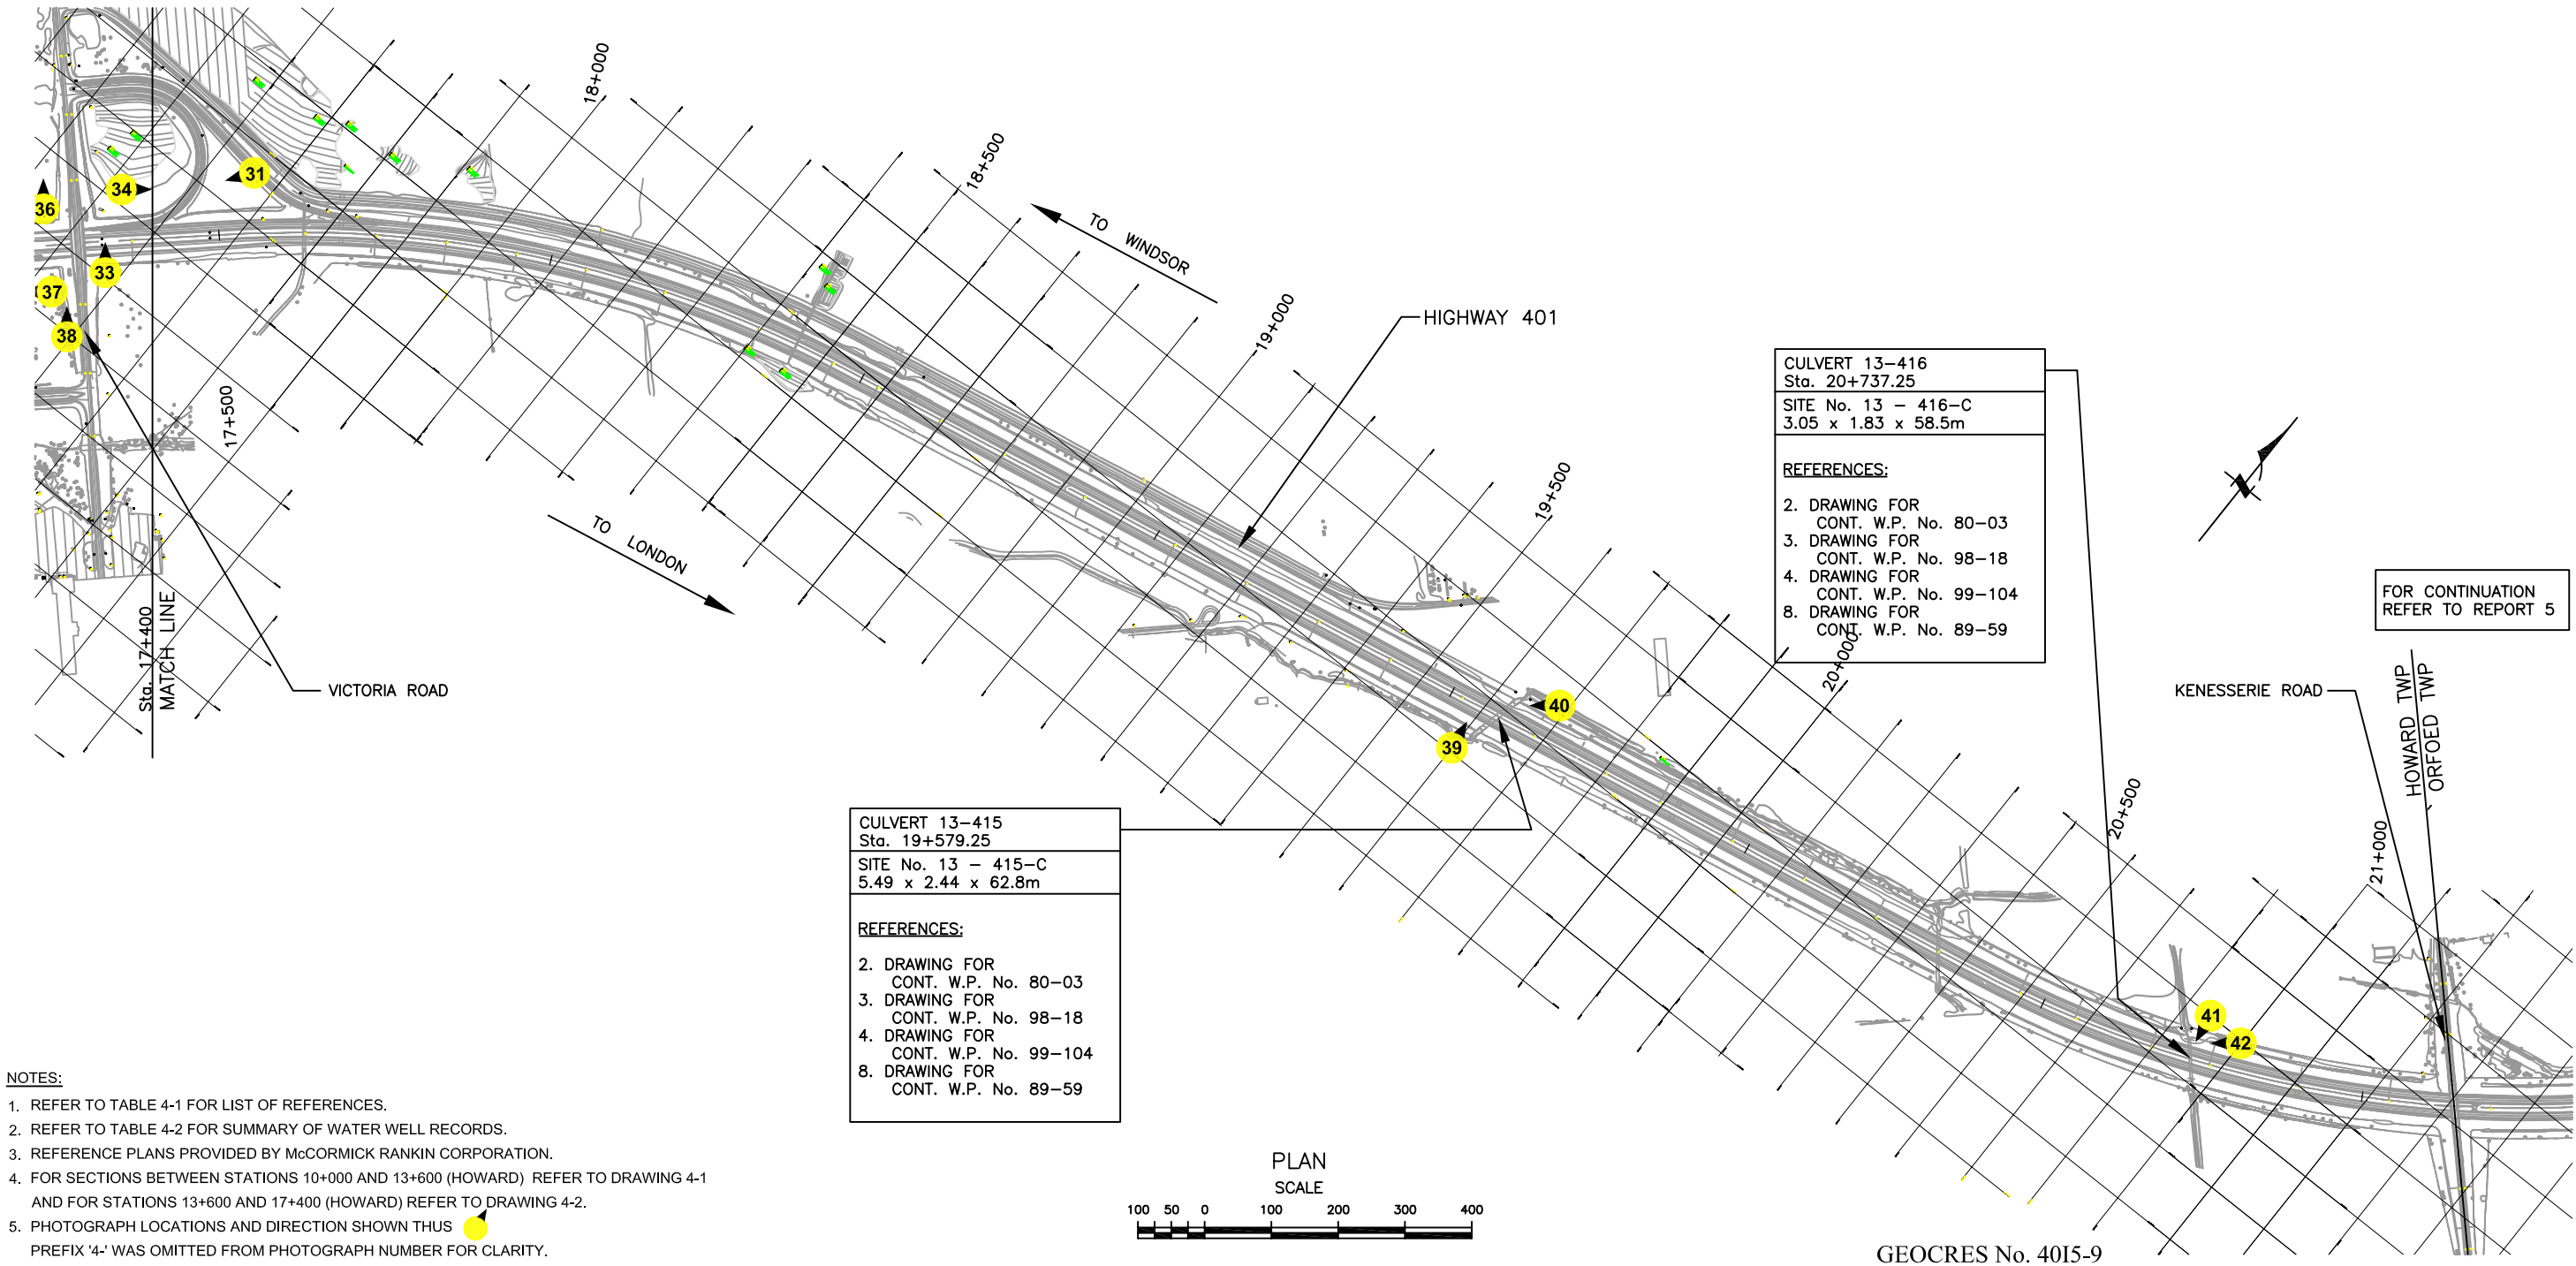 18+000
18+500
31
34
36
33
37
38
17+500
TO WINDSOR
19+000
HIGHWAY 401
TO LONDON
19+500
CULVERT 13-416
Sta. 20+737.25
SITE No. 13 - 416-C
3.05 x 1.83 x 58.5m
REFERENCES:
2. DRAWING FOR
CONT. W.P. No. 80-03
3. DRAWING FOR
CONT. W.P. No. 98-18
4. DRAWING FOR
CONT. W.P. No. 99-104
8. DRAWING FOR
CONT. W.P. No. 89-59
FOR CONTINUATION
REFER TO REPORT 5
Sta. 17+400
MATCH LINE
VICTORIA ROAD
20+000
KENESSERIE ROAD
HOWARD TWP
ORFOED TWP
40
39
20+500
21+000
CULVERT 13-415
Sta. 19+579.25
SITE No. 13 - 415-C
5.49 x 2.44 x 62.8m
REFERENCES:
2. DRAWING FOR
CONT. W.P. No. 80-03
3. DRAWING FOR
CONT. W.P. No. 98-18
4. DRAWING FOR
CONT. W.P. No. 99-104
8. DRAWING FOR
CONT. W.P. No. 89-59
41
42
NOTES:
1. REFER TO TABLE 4-1 FOR LIST OF REFERENCES.
2. REFER TO TABLE 4-2 FOR SUMMARY OF WATER WELL RECORDS.
3. REFERENCE PLANS PROVIDED BY McCORMICK RANKIN CORPORATION.
4. FOR SECTIONS BETWEEN STATIONS 10+000 AND 13+600 (HOWARD) REFER TO DRAWING 4-1
AND FOR STATIONS 13+600 AND 17+400 (HOWARD) REFER TO DRAWING 4-2.
5. PHOTOGRAPH LOCATIONS AND DIRECTION SHOWN THUS
PREFIX '4-' WAS OMITTED FROM PHOTOGRAPH NUMBER FOR CLARITY.
PLAN
SCALE
100 50 0 100 200 300 400
GEOCRES No. 40I5-9